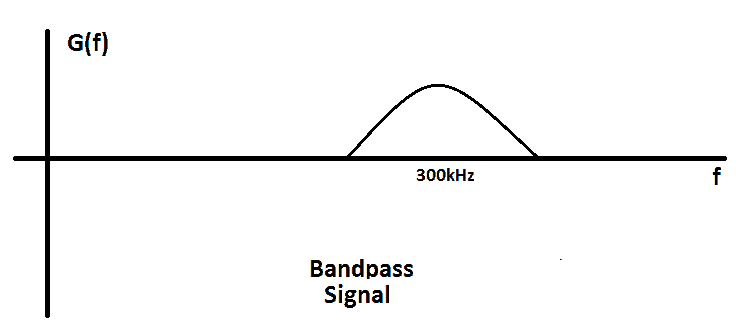 G(f)
300kHz
f
Bandpass
Signal